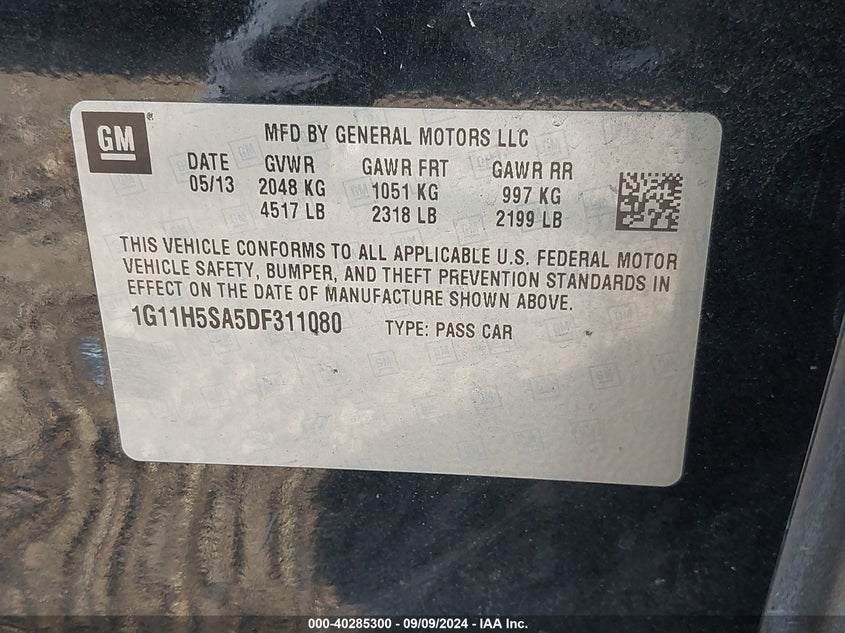 GM
MFD BY GENERAL MOTORS LLC
DATE GVWR GAWR FRT GAWR RR
05/13 2048 KG 1051 KG 997 KG
4517 LB 2318 LB 2199 LB
THIS VEHICLE CONFORMS TO ALL APPLICABLE U.S. FEDERAL MOTOR
VEHICLE SAFETY, BUMPER, AND THEFT PREVENTION STANDARDS IN
EFFECT ON THE DATE OF MANUFACTURE SHOWN ABOVE.
1G11H5SA5DF311080 TYPE: PASS CAR
000-40285300 - 09/09/2024 - IAA Inc.